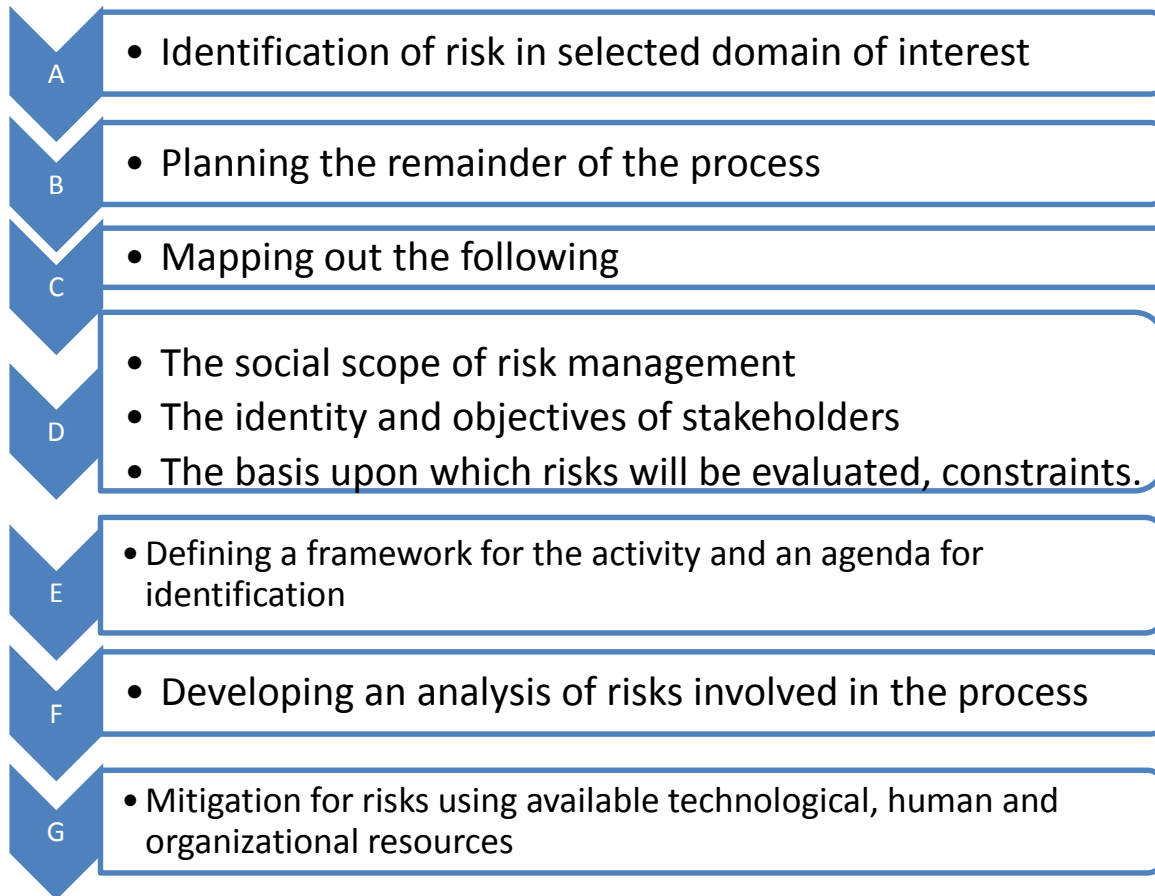 A
• Identification of risk in selected domain of interest
B
• Planning the remainder of the process
C
• Mapping out the following
D
• The social scope of risk management
• The identity and objectives of stakeholders
• The basis upon which risks will be evaluated, constraints.
E
• Defining a framework for the activity and an agenda for
identification
F
• Developing an analysis of risks involved in the process
G
• Mitigation for risks using available technological, human and
organizational resources